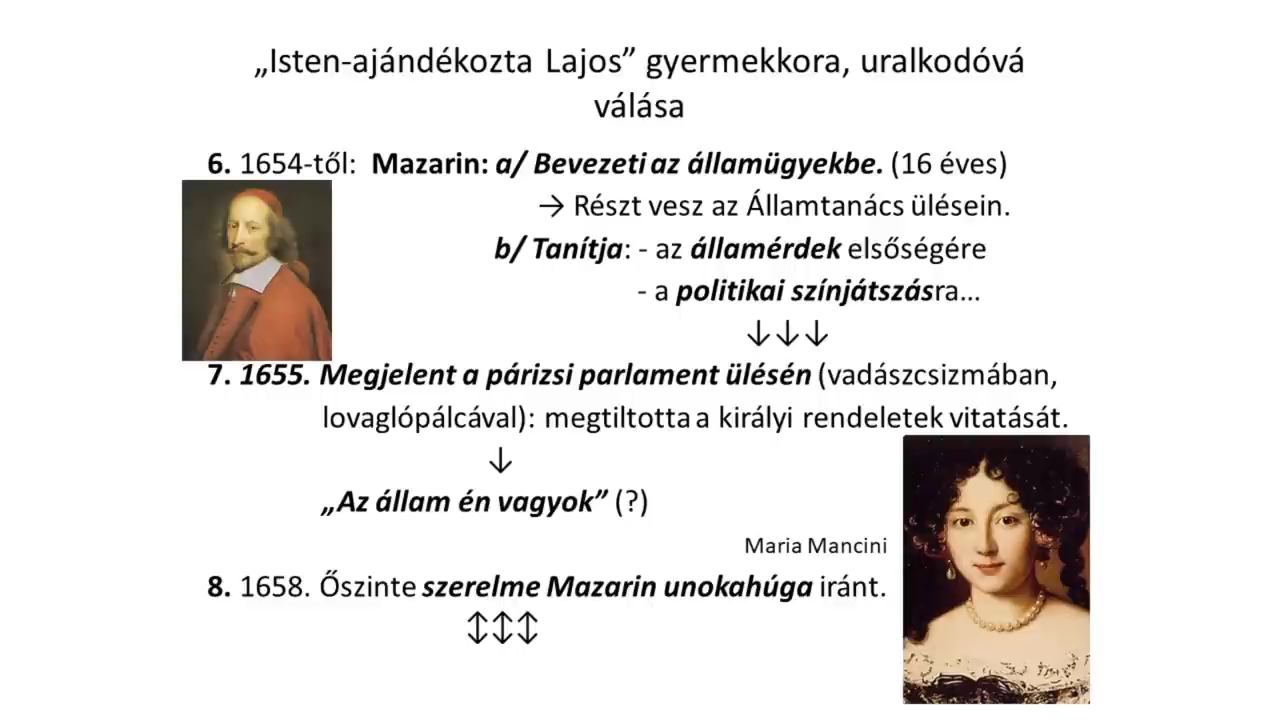 „Isten-ajándékozta Lajos” gyermekkora, uralkodóvá
válása
6. 1654-től: Mazarin: a/ Bevezeti az államügyekbe. (16 éves)
→ Részt vesz az Államtanács ülésein.
b/ Tanítja: - az államérdek elsőségére
- a politikai színjátszásra...
↓↓↓
7. 1655. Megjelent a párizsi parlament ülésén (vadászcsizmában,
lovaglópálcával): megtiltotta a királyi rendeletek vitatását.
↓
„Az állam én vagyok” (?)
Maria Mancini
8. 1658. Őszinte szerelme Mazarin unokahúga iránt.
↕↕↕